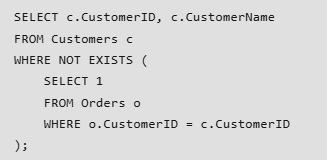 SELECT c.CustomerID, c.CustomerName
FROM Customers c
WHERE NOT EXISTS (
    SELECT 1
    FROM Orders o
    WHERE o.CustomerID = c.CustomerID
);